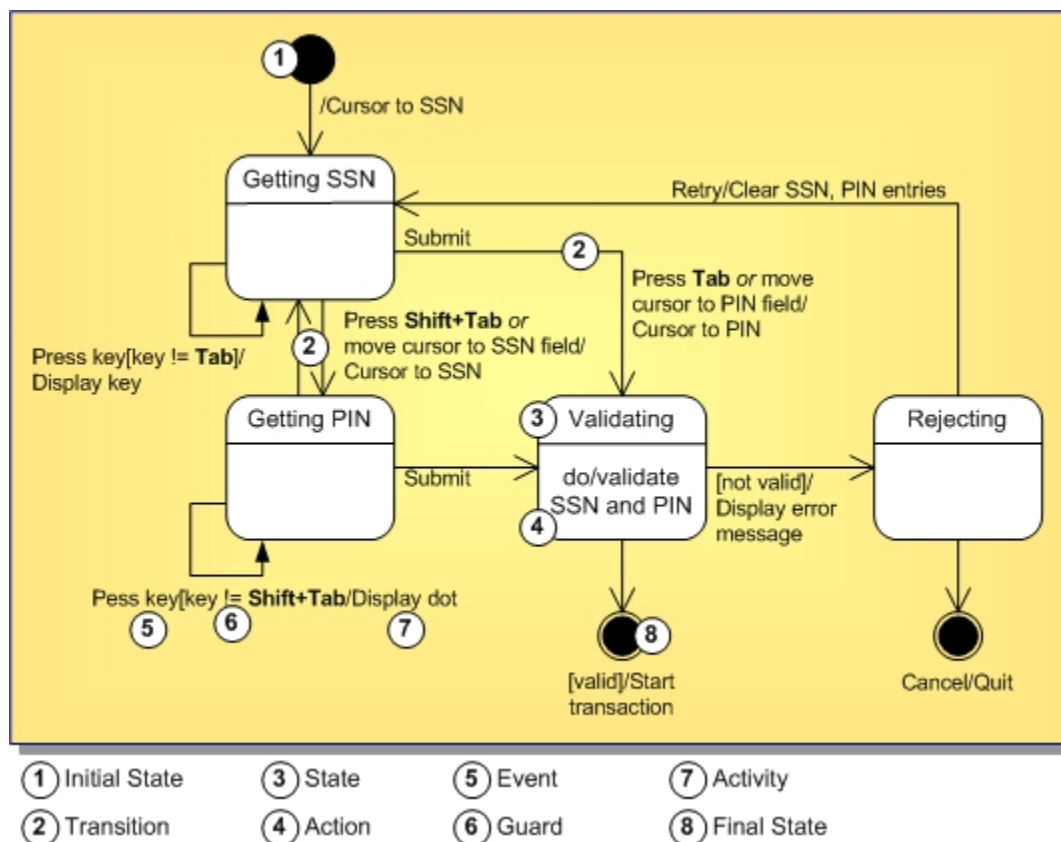 1
/Cursor to SSN
Getting SSN
Retry/Clear SSN, PIN entries
Submit
2
Press Tab or move
cursor to PIN field/
Cursor to PIN
Press Shift+Tab or
move cursor to SSN field/
Cursor to SSN
2
Press key[key != Tab]/
Display key
Getting PIN
3
Validating
Rejecting
Submit
do/validate
SSN and PIN
4
[not valid]/
Display error
message
Pess key[key != Shift+Tab/Display dot
5
6
7
8
[valid]/Start
transaction
Cancel/Quit
1 Initial State
3 State
5 Event
7 Activity
2 Transition
4 Action
6 Guard
8 Final State